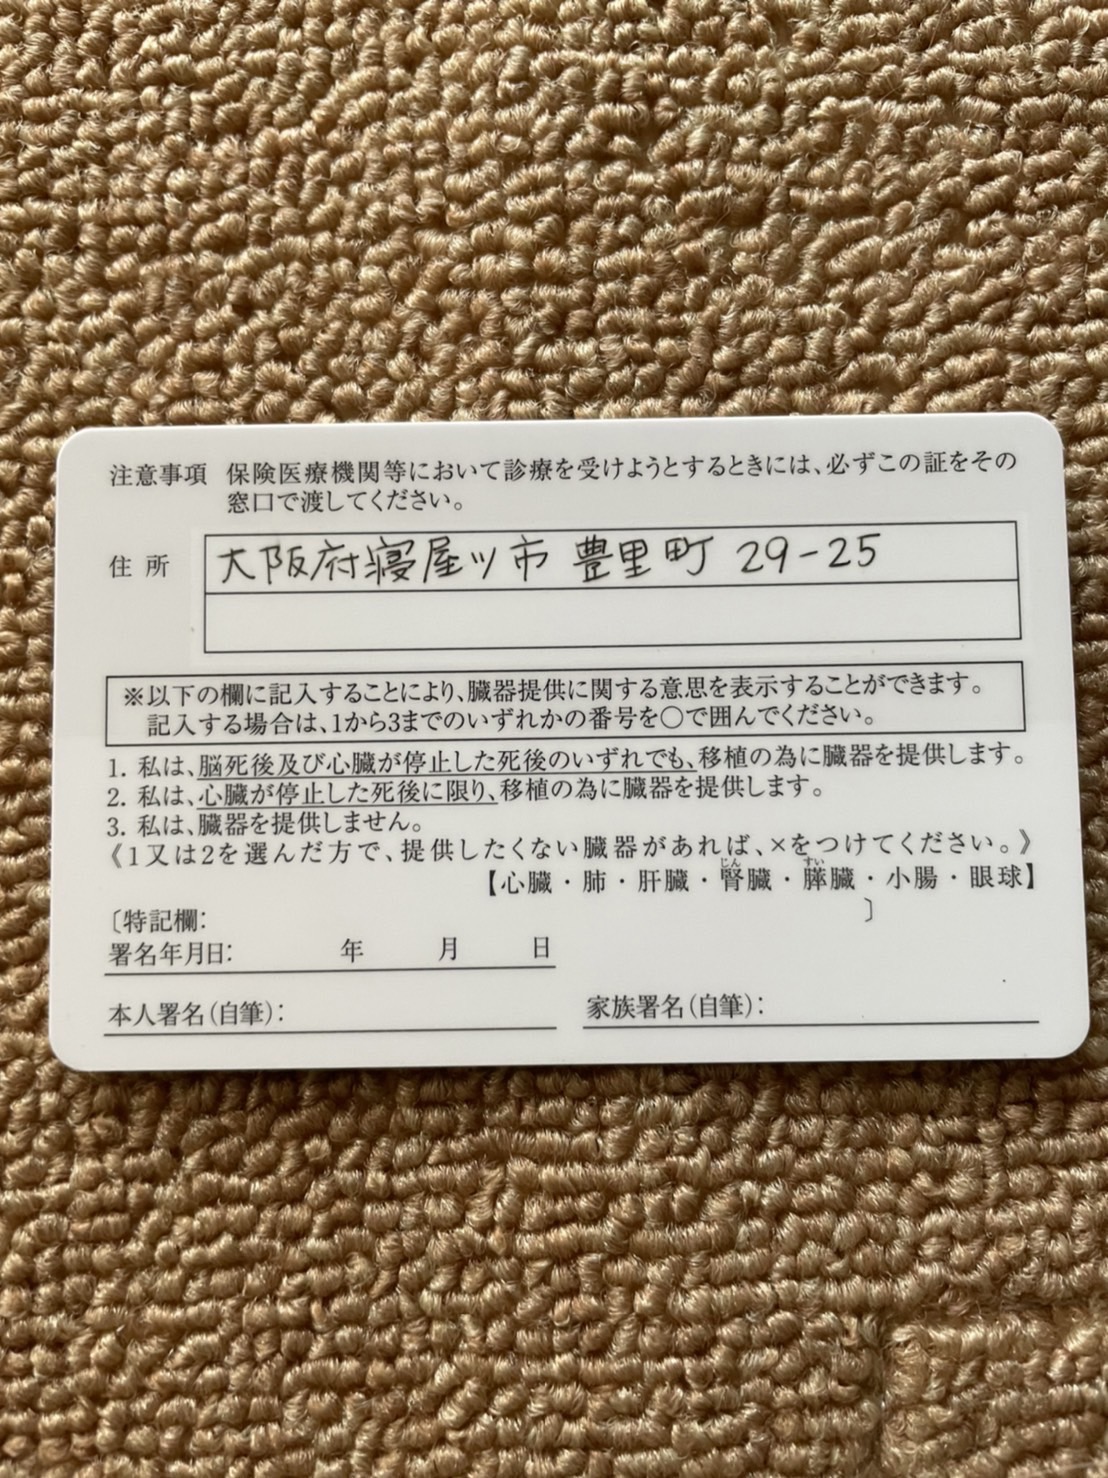 注意事項 保険医療機関等において診療を受けようとするときには、必ずこの証をその
窓口で渡してください。
住所 大阪府寝屋ツ市 豊里町 29-25
※以下の欄に記入することにより、臓器提供に関する意思を表示することができます。
記入する場合は、1から3までのいずれかの番号を○で囲んでください。
1. 私は、脳死後及び心臓が停止した死後のいずれでも、移植の為に臓器を提供します。
2. 私は、心臓が停止した死後に限り、移植の為に臓器を提供します。
3. 私は、臓器を提供しません。
《1又は2を選んだ方で、提供したくない臓器があれば、×をつけてください。》
じん すい
【心臓・肺・肝臓・腎臓・膵臓・小腸・眼球】
〔特記欄: 〕
署名年月日: 年 月 日
本人署名(自筆): 家族署名(自筆):